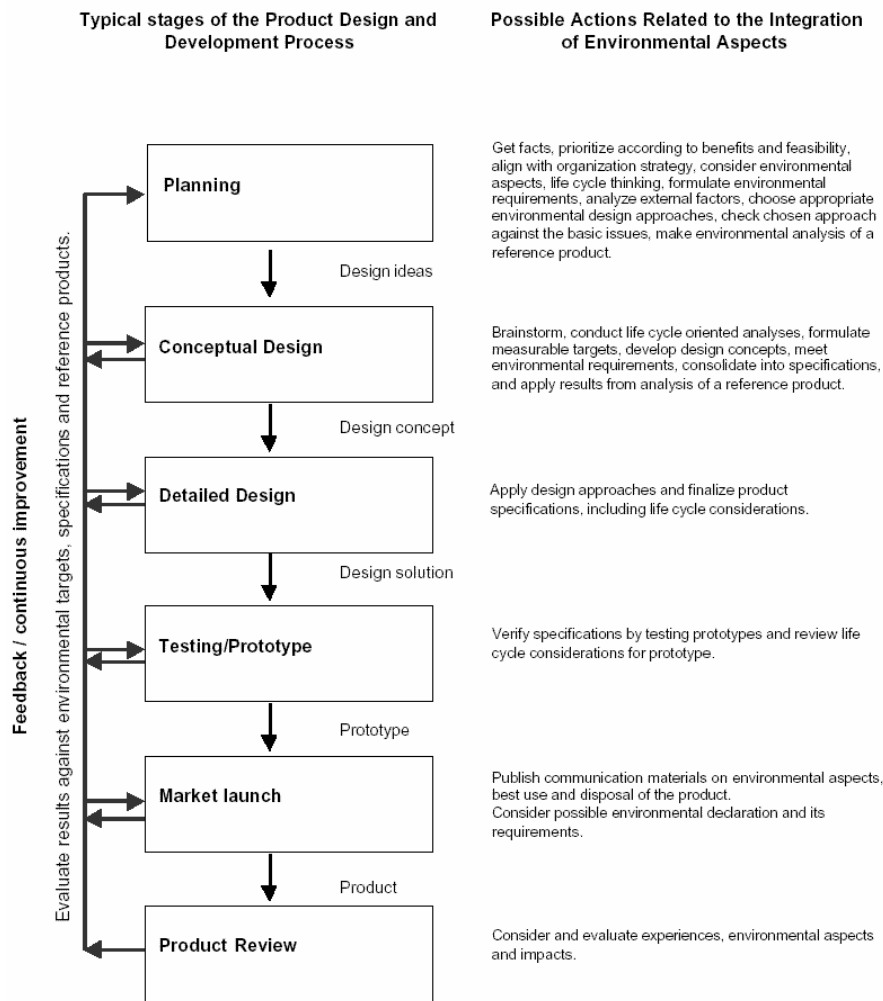 Typical stages of the Product Design and
Development Process
Possible Actions Related to the Integration
of Environmental Aspects
Feedback / continuous improvement
Evaluate results against environmental targets, specifications and reference products.
Planning
Get facts, prioritize according to benefits and feasibility,
align with organization strategy, consider environmental
aspects, life cycle thinking, formulate environmental
requirements, analyze external factors, choose appropriate
environmental design approaches, check chosen approach
against the basic issues, make environmental analysis of a
reference product.
Design ideas
Conceptual Design
Brainstorm, conduct life cycle oriented analyses, formulate
measurable targets, develop design concepts, meet
environmental requirements, consolidate into specifications,
and apply results from analysis of a reference product.
Design concept
Detailed Design
Apply design approaches and finalize product
specifications, including life cycle considerations.
Design solution
Testing/Prototype
Verify specifications by testing prototypes and review life
cycle considerations for prototype.
Prototype
Market launch
Publish communication materials on environmental aspects,
best use and disposal of the product.
Consider possible environmental declaration and its
requirements.
Product
Product Review
Consider and evaluate experiences, environmental aspects
and impacts.